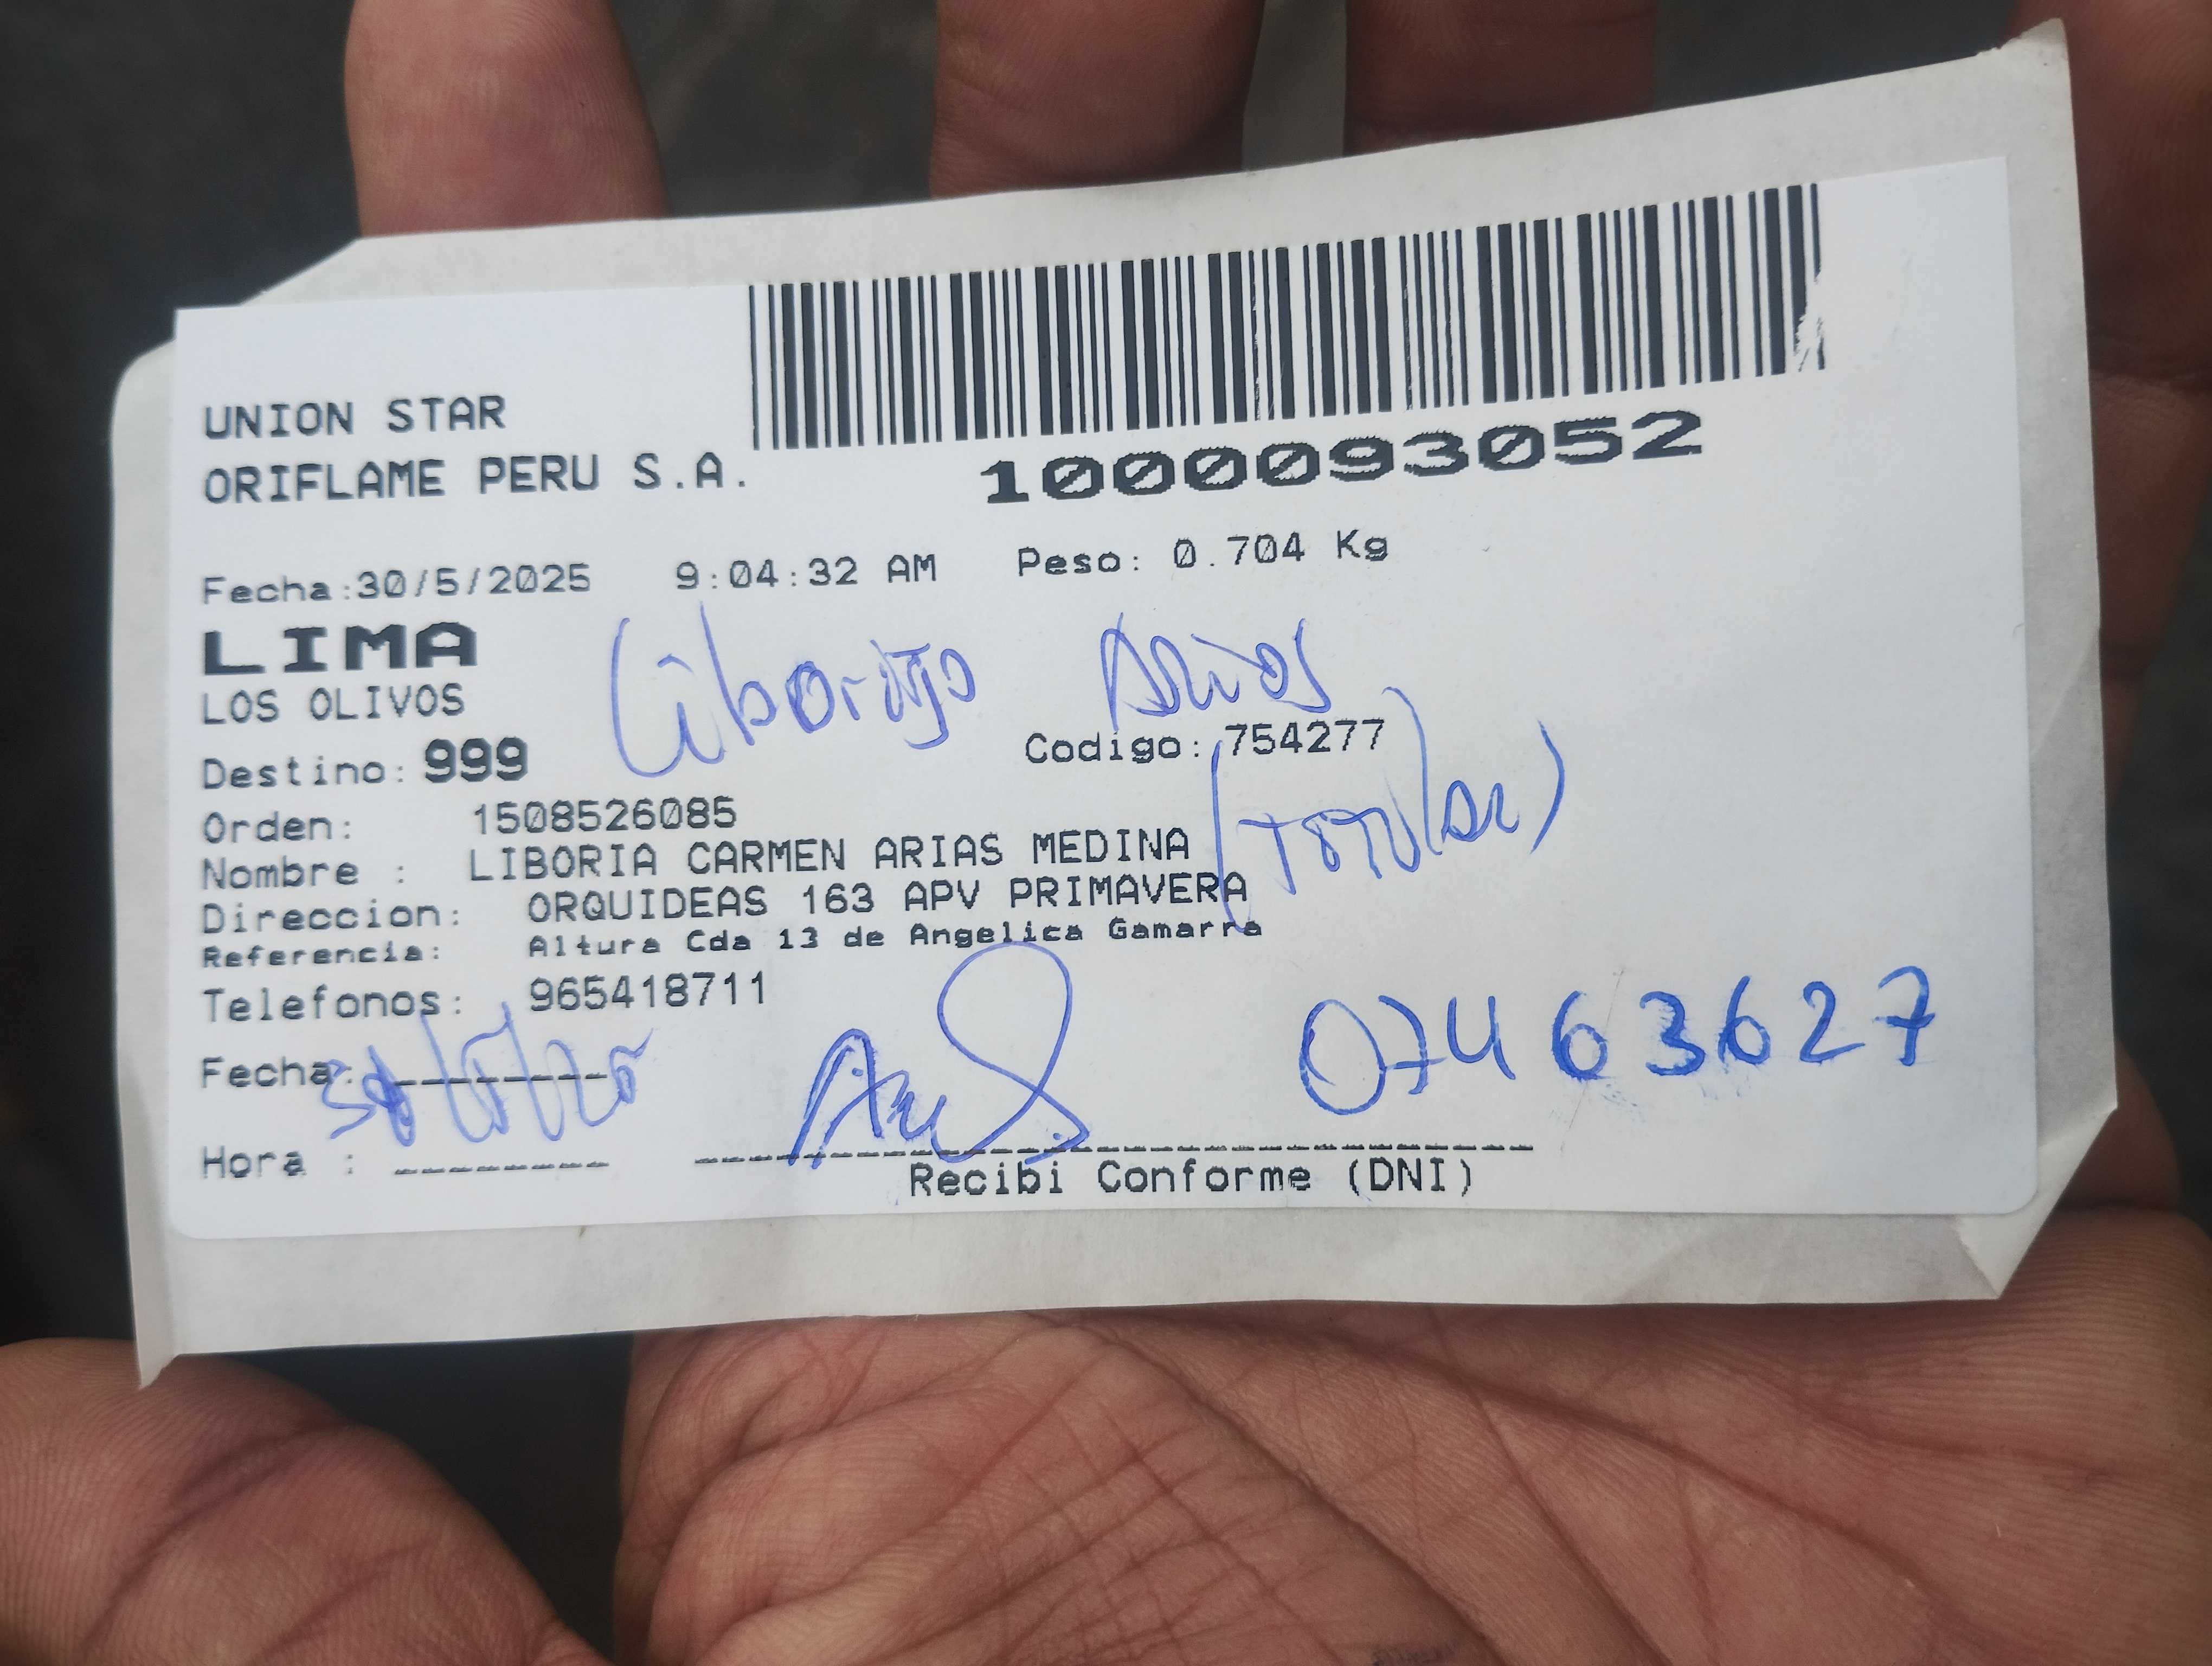 UNION STAR
ORIFLAME PERU S.A.
1000093052
Fecha:30/5/2025 9:04:32 AM Peso: 0.704 Kg
LIMA
LOS OLIVOS
Arias
Destino: 999 Codigo: 754277
(Titular)
Orden: 1508526085
Nombre : LIBORIA CARMEN ARIAS MEDINA
Direccion: ORQUIDEAS 163 APV PRIMAVERA
Referencia: Altura Cda 13 de Angelica Gamarra
Telefonos: 965418711
07463627
Fecha:
Hora :
Recibi Conforme (DNI)